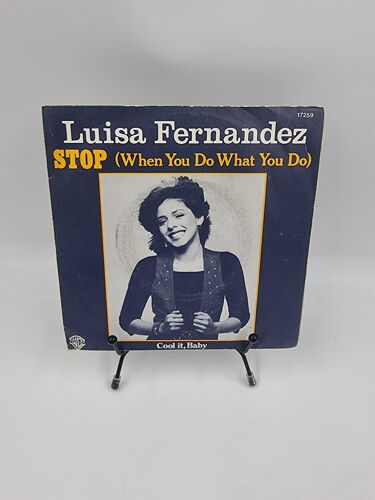 17259
Luisa Fernandez
STOP (When You Do What You Do)
Cool it, Baby